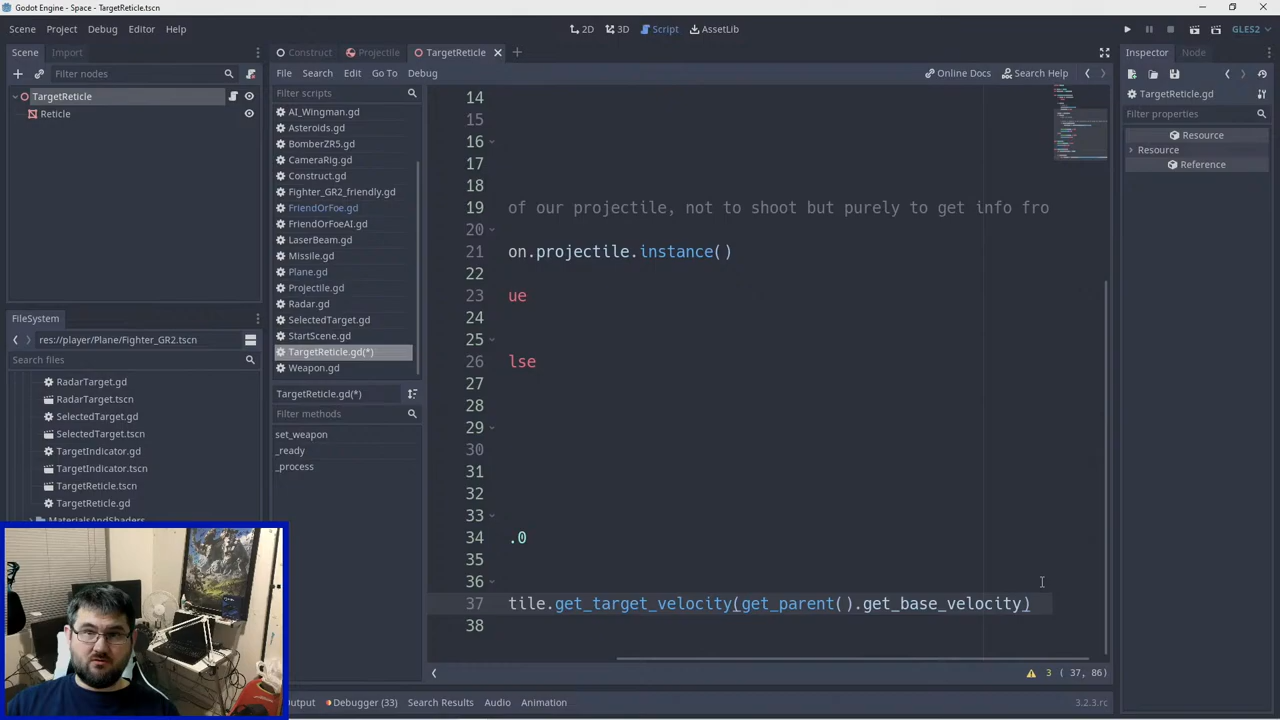 Godot Engine - Space - TargetReticle.tscn
Scene Project Debug Editor Help
2D 3D Script AssetLib
GLES2
Scene Import
Filter nodes
TargetReticle
Reticle
FileSystem
res://player/Plane/Fighter_GR2.tscn
Search files
RadarTarget.gd
RadarTarget.tscn
SelectedTarget.gd
SelectedTarget.tscn
TargetIndicator.gd
TargetIndicator.tscn
TargetReticle.tscn
TargetReticle.gd
MaterialsAndShaders
Construct Projectile TargetReticle
File Search Edit Go To Debug
Online Docs Search Help
Filter scripts
AI_Wingman.gd
Asteroids.gd
BomberZR5.gd
CameraRig.gd
Construct.gd
Fighter_GR2_friendly.gd
FriendOrFoe.gd
FriendOrFoeAI.gd
LaserBeam.gd
Missile.gd
Plane.gd
Projectile.gd
Radar.gd
SelectedTarget.gd
StartScene.gd
TargetReticle.gd(*)
Weapon.gd
TargetReticle.gd(*)
Filter methods
set_weapon
_ready
_process
14
15
16
17
18
19 of our projectile, not to shoot but purely to get info fro
20
21 on.projectile.instance()
22
23 ue
24
25
26 lse
27
28
29
30
31
32
33
34 .0
35
36
37 tile.get_target_velocity(get_parent().get_base_velocity)
38
3 ( 37, 86)
Output Debugger (33) Search Results Audio Animation
3.2.3.rc
Inspector Node
TargetReticle.gd
Filter properties
Resource
Resource
Reference